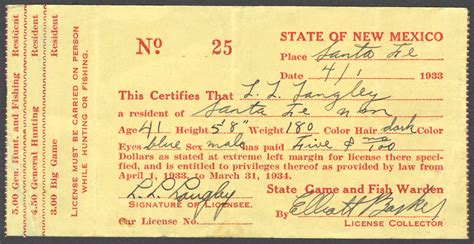 5.00 Gen. Hunt. and Fishing Resident
4.50 General Hunting Resident
3.00 Big Game Resident
LICENSE MUST BE CARRIED ON PERSON
WHILE HUNTING OR FISHING.
No 25
STATE OF NEW MEXICO
Place Santa Fe
Date 4/1 1933
This Certifies That L. L. Langley
a resident of Santa Fe n m
Age 41 Height 5' 8" Weight 180 Color Hair dark
Color Eyes blue Sex male has paid Five & no/100
Dollars as stated at extreme left margin for license there specified, and is entitled to privileges thereof as provided by law from
April 1, 1933, to March 31, 1934.
L. L. Langley
SIGNATURE OF LICENSEE.
Car License No.
State Game and Fish Warden
By Elliott Barker
LICENSE COLLECTOR